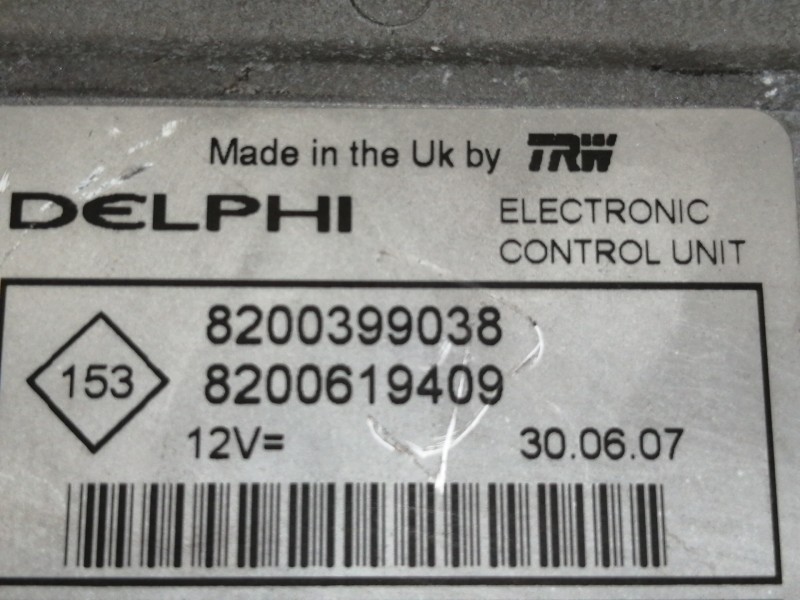 Made in the Uk by TRW
DELPHI
ELECTRONIC
CONTROL UNIT
8200399038
153
8200619409
12V= 30.06.07